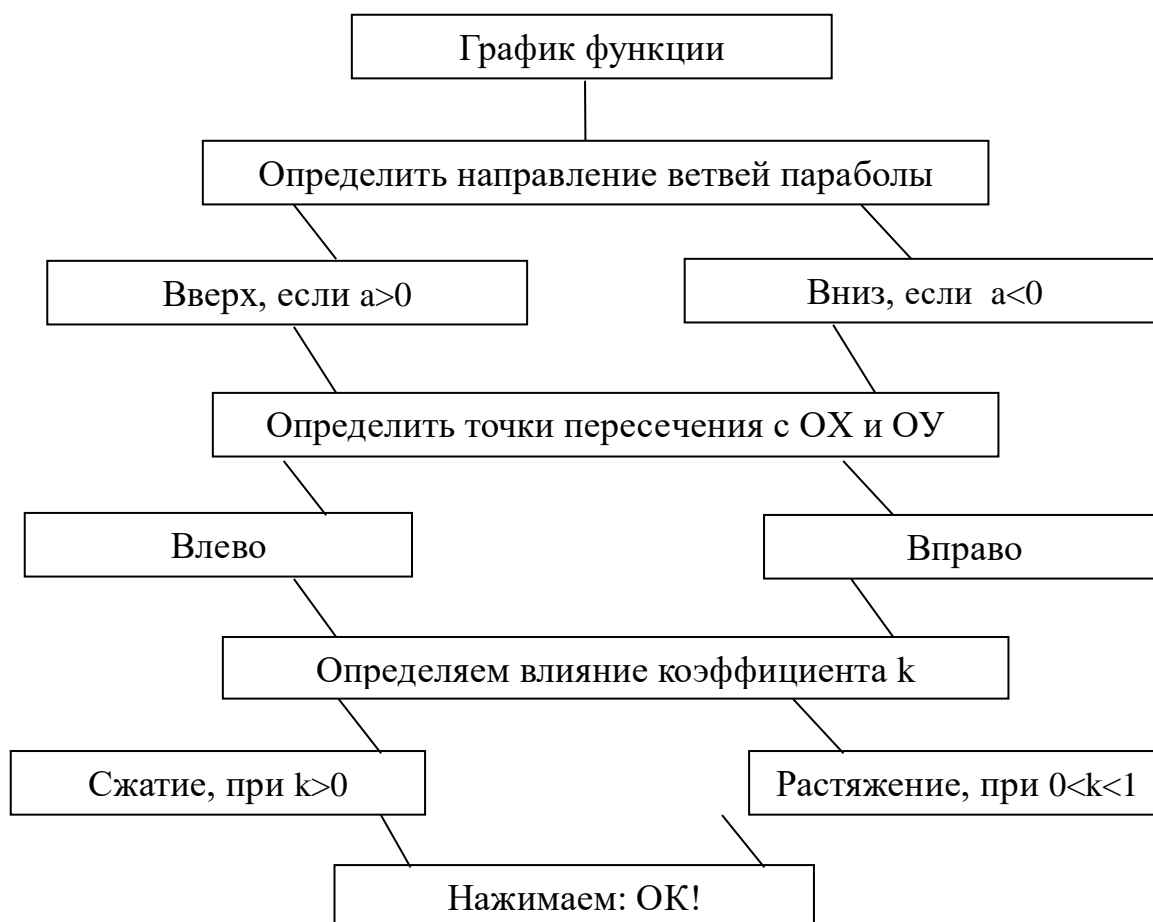 График функции
Определить направление ветвей параболы
Вверх, если a>0
Вниз, если a<0
Определить точки пересечения с ОХ и ОУ
Влево
Вправо
Определяем влияние коэффициента k
Сжатие, при k>0
Растяжение, при 0<k<1
Нажимаем: ОК!